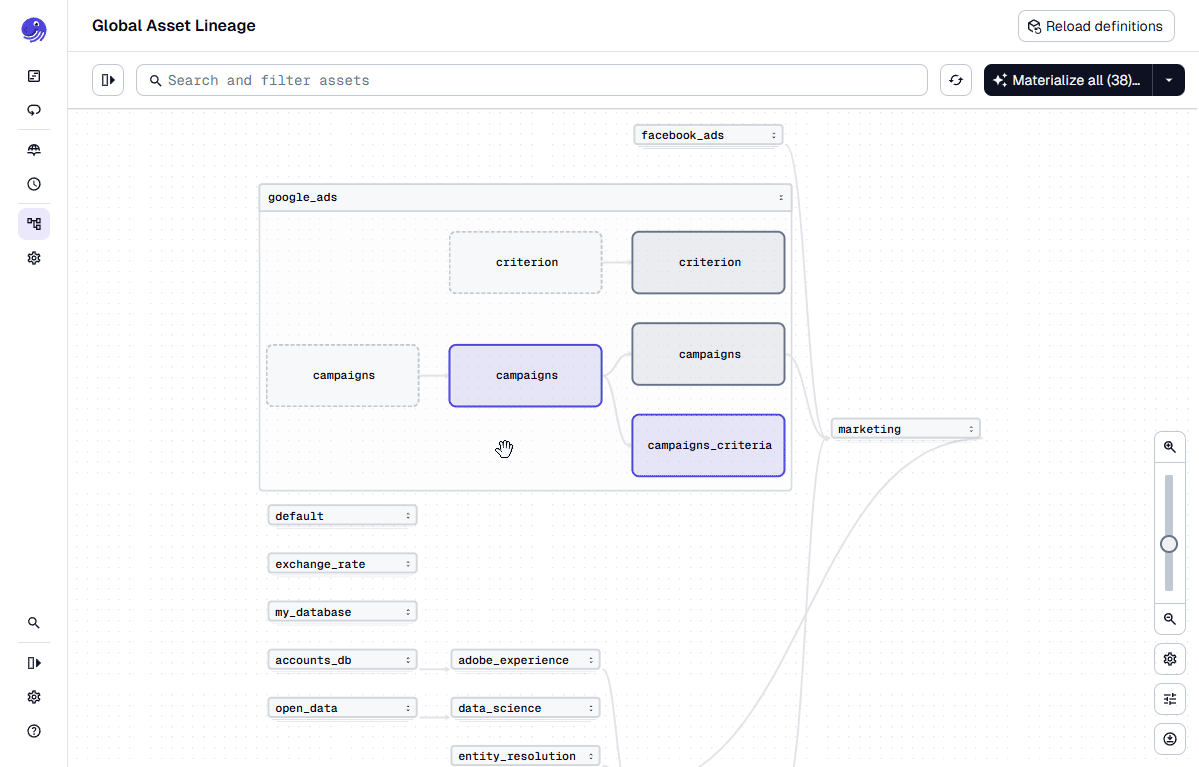 Global Asset Lineage
Reload definitions
Search and filter assets
Materialize all (38)...
facebook_ads
google_ads
criterion
criterion
campaigns
campaigns
campaigns
campaigns_criteria
marketing
default
exchange_rate
my_database
accounts_db
adobe_experience
open_data
data_science
entity_resolution